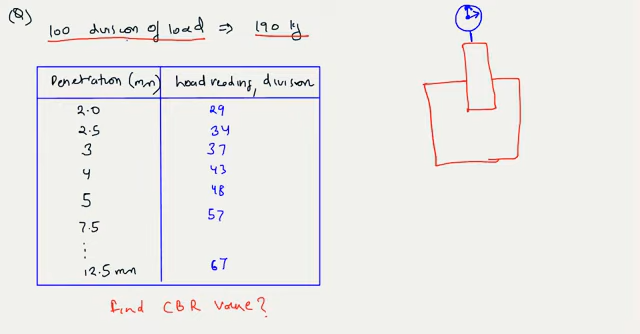 (Q) 100 division of load ⇒ 190 kg
Penetration (mm) Load reading, division
2.0 29
2.5 34
3 37
4 43
5 48
7.5 57
⋮
12.5 mm 67
find CBR value?